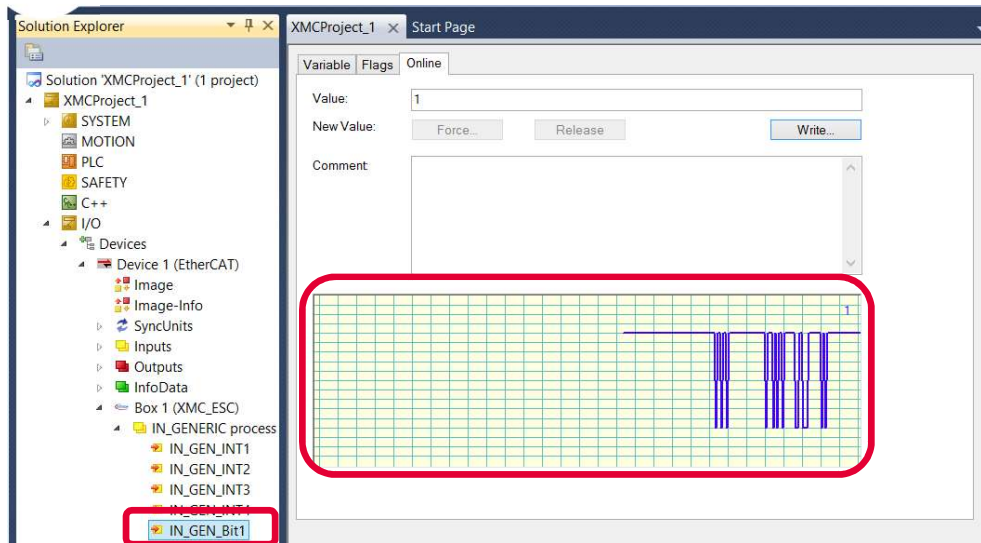 Solution Explorer
Solution 'XMCProject_1' (1 project)
XMCProject_1
SYSTEM
MOTION
PLC
SAFETY
C++
I/O
Devices
Device 1 (EtherCAT)
Image
Image-Info
SyncUnits
Inputs
Outputs
InfoData
Box 1 (XMC_ESC)
IN_GENERIC process
IN_GEN_INT1
IN_GEN_INT2
IN_GEN_INT3
IN_GEN_INT4
IN_GEN_Bit1
XMCProject_1 Start Page
Variable Flags Online
Value: 1
New Value: Force... Release Write...
Comment:
1